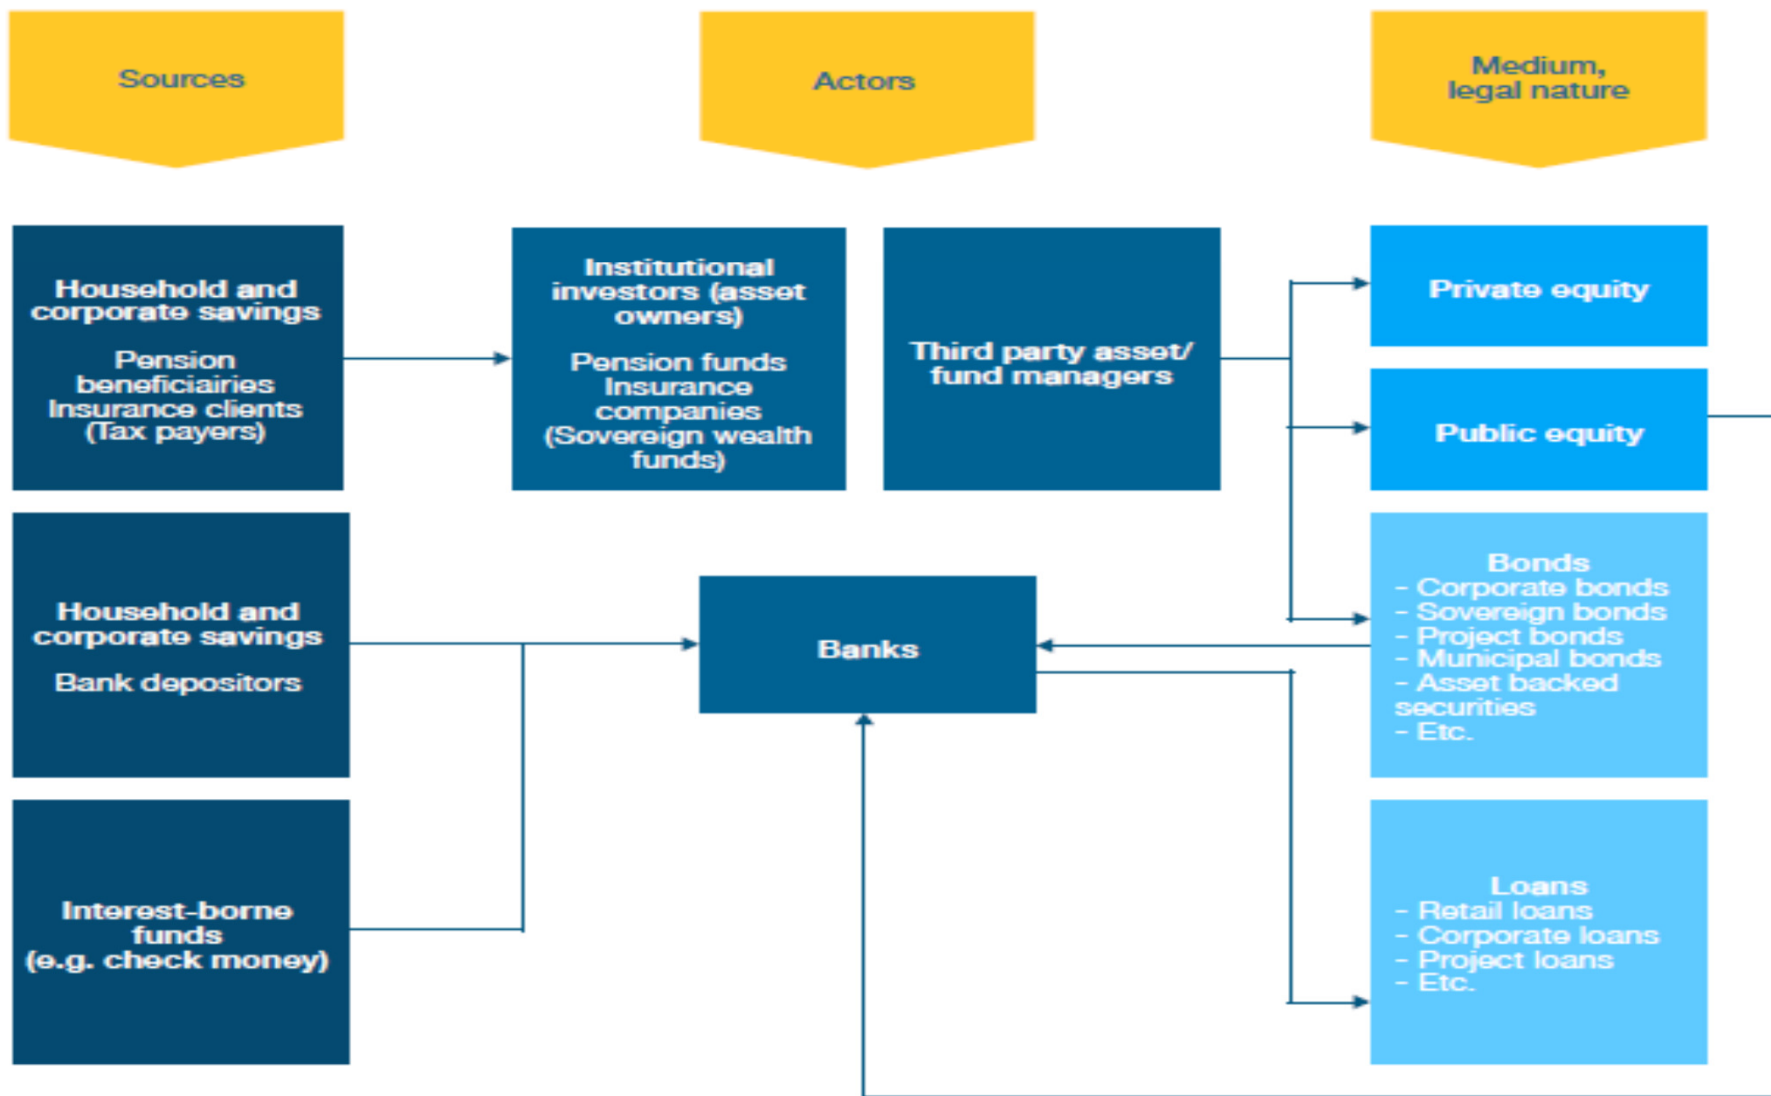 Sources
Actors
Medium,
legal nature
Household and
corporate savings
Pension
beneficiairies
Insurance clients
(Tax payers)
Institutional
investors (asset
owners)
Pension funds
Insurance
companies
(Sovereign wealth
funds)
Third party asset/
fund managers
Private equity
Public equity
Household and
corporate savings
Bank depositors
Banks
Bonds
- Corporate bonds
- Sovereign bonds
- Project bonds
- Municipal bonds
- Asset backed
securities
- Etc.
Interest-borne
funds
(e.g. check money)
Loans
- Retail loans
- Corporate loans
- Project loans
- Etc.